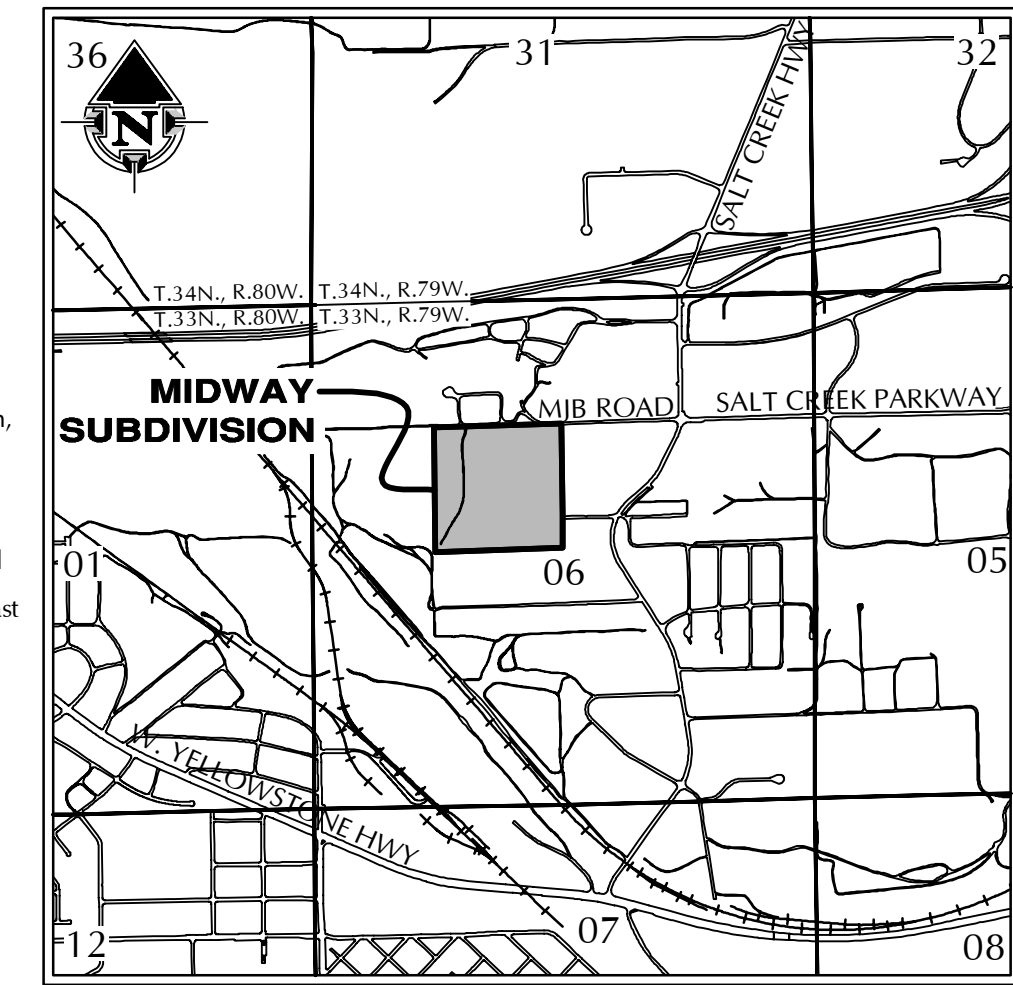 36
31
32
N
SALT CREEK HWY
T.34N., R.80W. T.34N., R.79W.
T.33N., R.80W. T.33N., R.79W.
MIDWAY
SUBDIVISION
MJB ROAD
SALT CREEK PARKWAY
01
06
05
W. YELLOWSTONE HWY
12
07
08